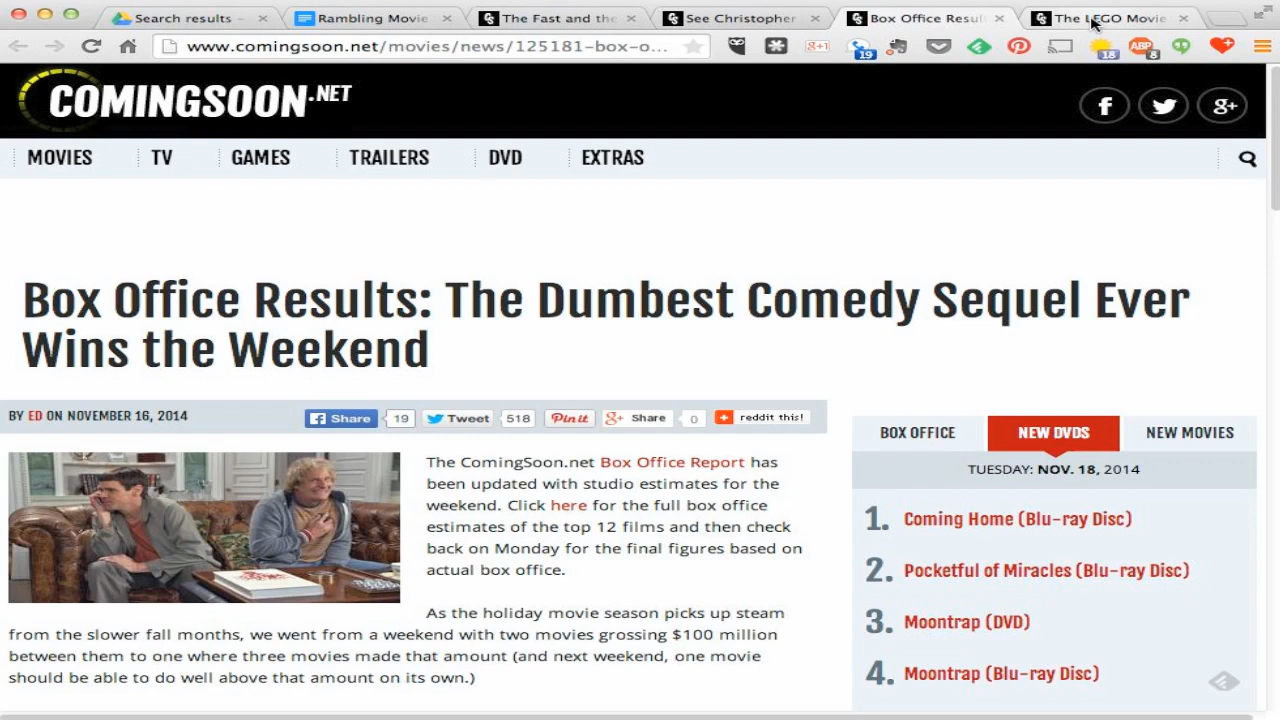 Search results -
Rambling Movie
The Fast and the
See Christopher
Box Office Resul
The LEGO Movie
www.comingsoon.net/movies/news/125181-box-o...
g+1
19
18
ABP
8
COMINGSOON.NET
MOVIES
TV
GAMES
TRAILERS
DVD
EXTRAS
Box Office Results: The Dumbest Comedy Sequel Ever
Wins the Weekend
BY ED ON NOVEMBER 16, 2014
Share
19
Tweet
518
Pin it
Share
0
reddit this!
The ComingSoon.net Box Office Report has
been updated with studio estimates for the
weekend. Click here for the full box office
estimates of the top 12 films and then check
back on Monday for the final figures based on
actual box office.
As the holiday movie season picks up steam
from the slower fall months, we went from a weekend with two movies grossing $100 million
between them to one where three movies made that amount (and next weekend, one movie
should be able to do well above that amount on its own.)
BOX OFFICE
NEW DVDS
NEW MOVIES
TUESDAY: NOV. 18, 2014
1. Coming Home (Blu-ray Disc)
2. Pocketful of Miracles (Blu-ray Disc)
3. Moontrap (DVD)
4. Moontrap (Blu-ray Disc)